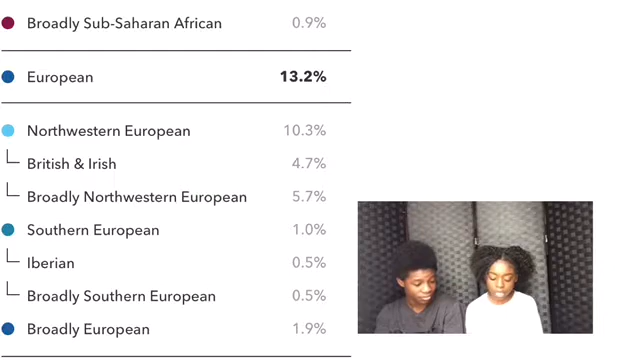 Broadly Sub-Saharan African 0.9%
European 13.2%
Northwestern European 10.3%
British & Irish 4.7%
Broadly Northwestern European 5.7%
Southern European 1.0%
Iberian 0.5%
Broadly Southern European 0.5%
Broadly European 1.9%